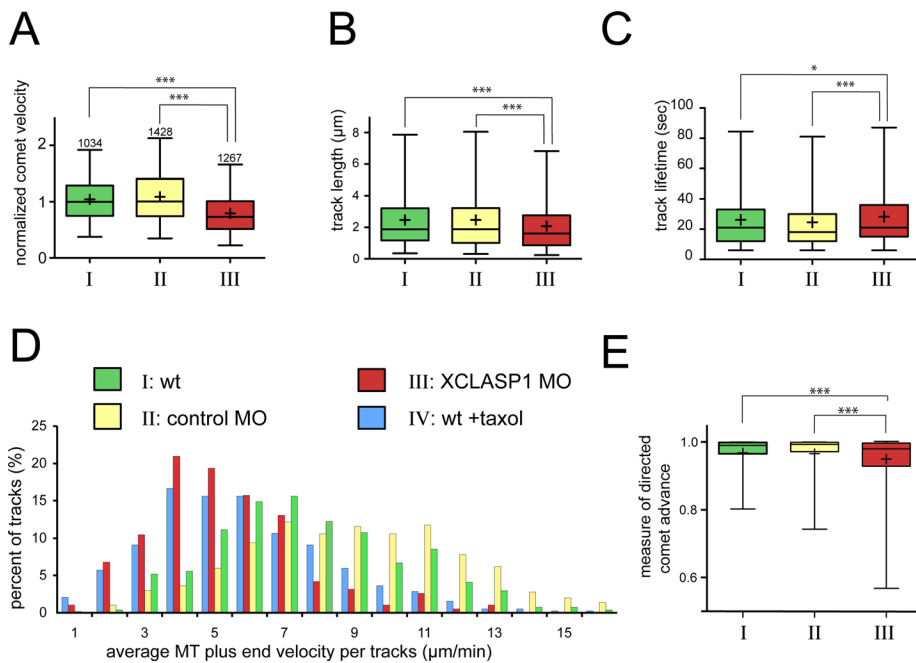 A
normalized comet velocity
2
1
0
***
***
1034
1428
1267
I
II
III
B
track length (µm)
8
6
4
2
0
***
***
I
II
III
C
track lifetime (sec)
100
80
60
40
20
0
*
***
I
II
III
D
I: wt
II: control MO
III: XCLASP1 MO
IV: wt +taxol
percent of tracks (%)
25
20
15
10
5
0
1 3 5 7 9 11 13 15
average MT plus end velocity per tracks (µm/min)
E
measure of directed
comet advance
1.0
0.8
0.6
***
***
I
II
III